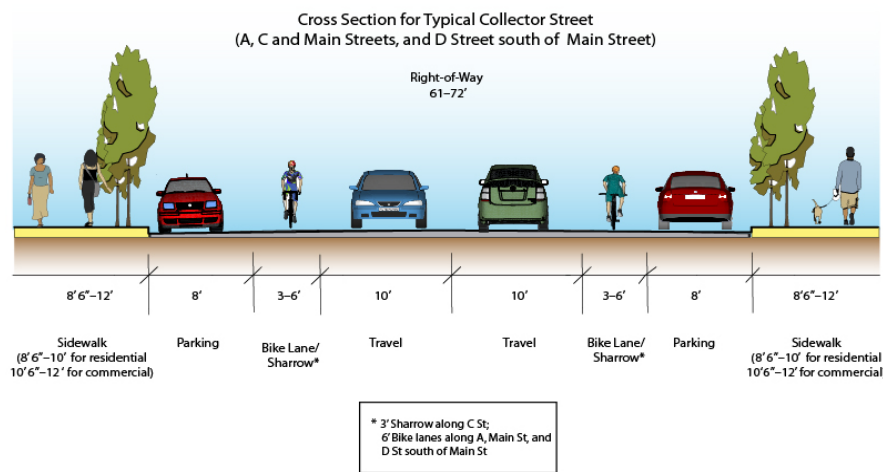 Cross Section for Typical Collector Street
(A, C and Main Streets, and D Street south of Main Street)
Right-of-Way
61–72'
8' 6"–12'
8'
3–6'
10'
10'
3–6'
8'
8'6"–12'
Sidewalk
(8' 6"–10' for residential
10' 6"–12' for commercial)
Parking
Bike Lane/
Sharrow*
Travel
Travel
Bike Lane/
Sharrow*
Parking
Sidewalk
(8' 6"–10' for residential
10'6"–12' for commercial
* 3' Sharrow along C St;
6' Bike lanes along A, Main St, and
D St south of Main St